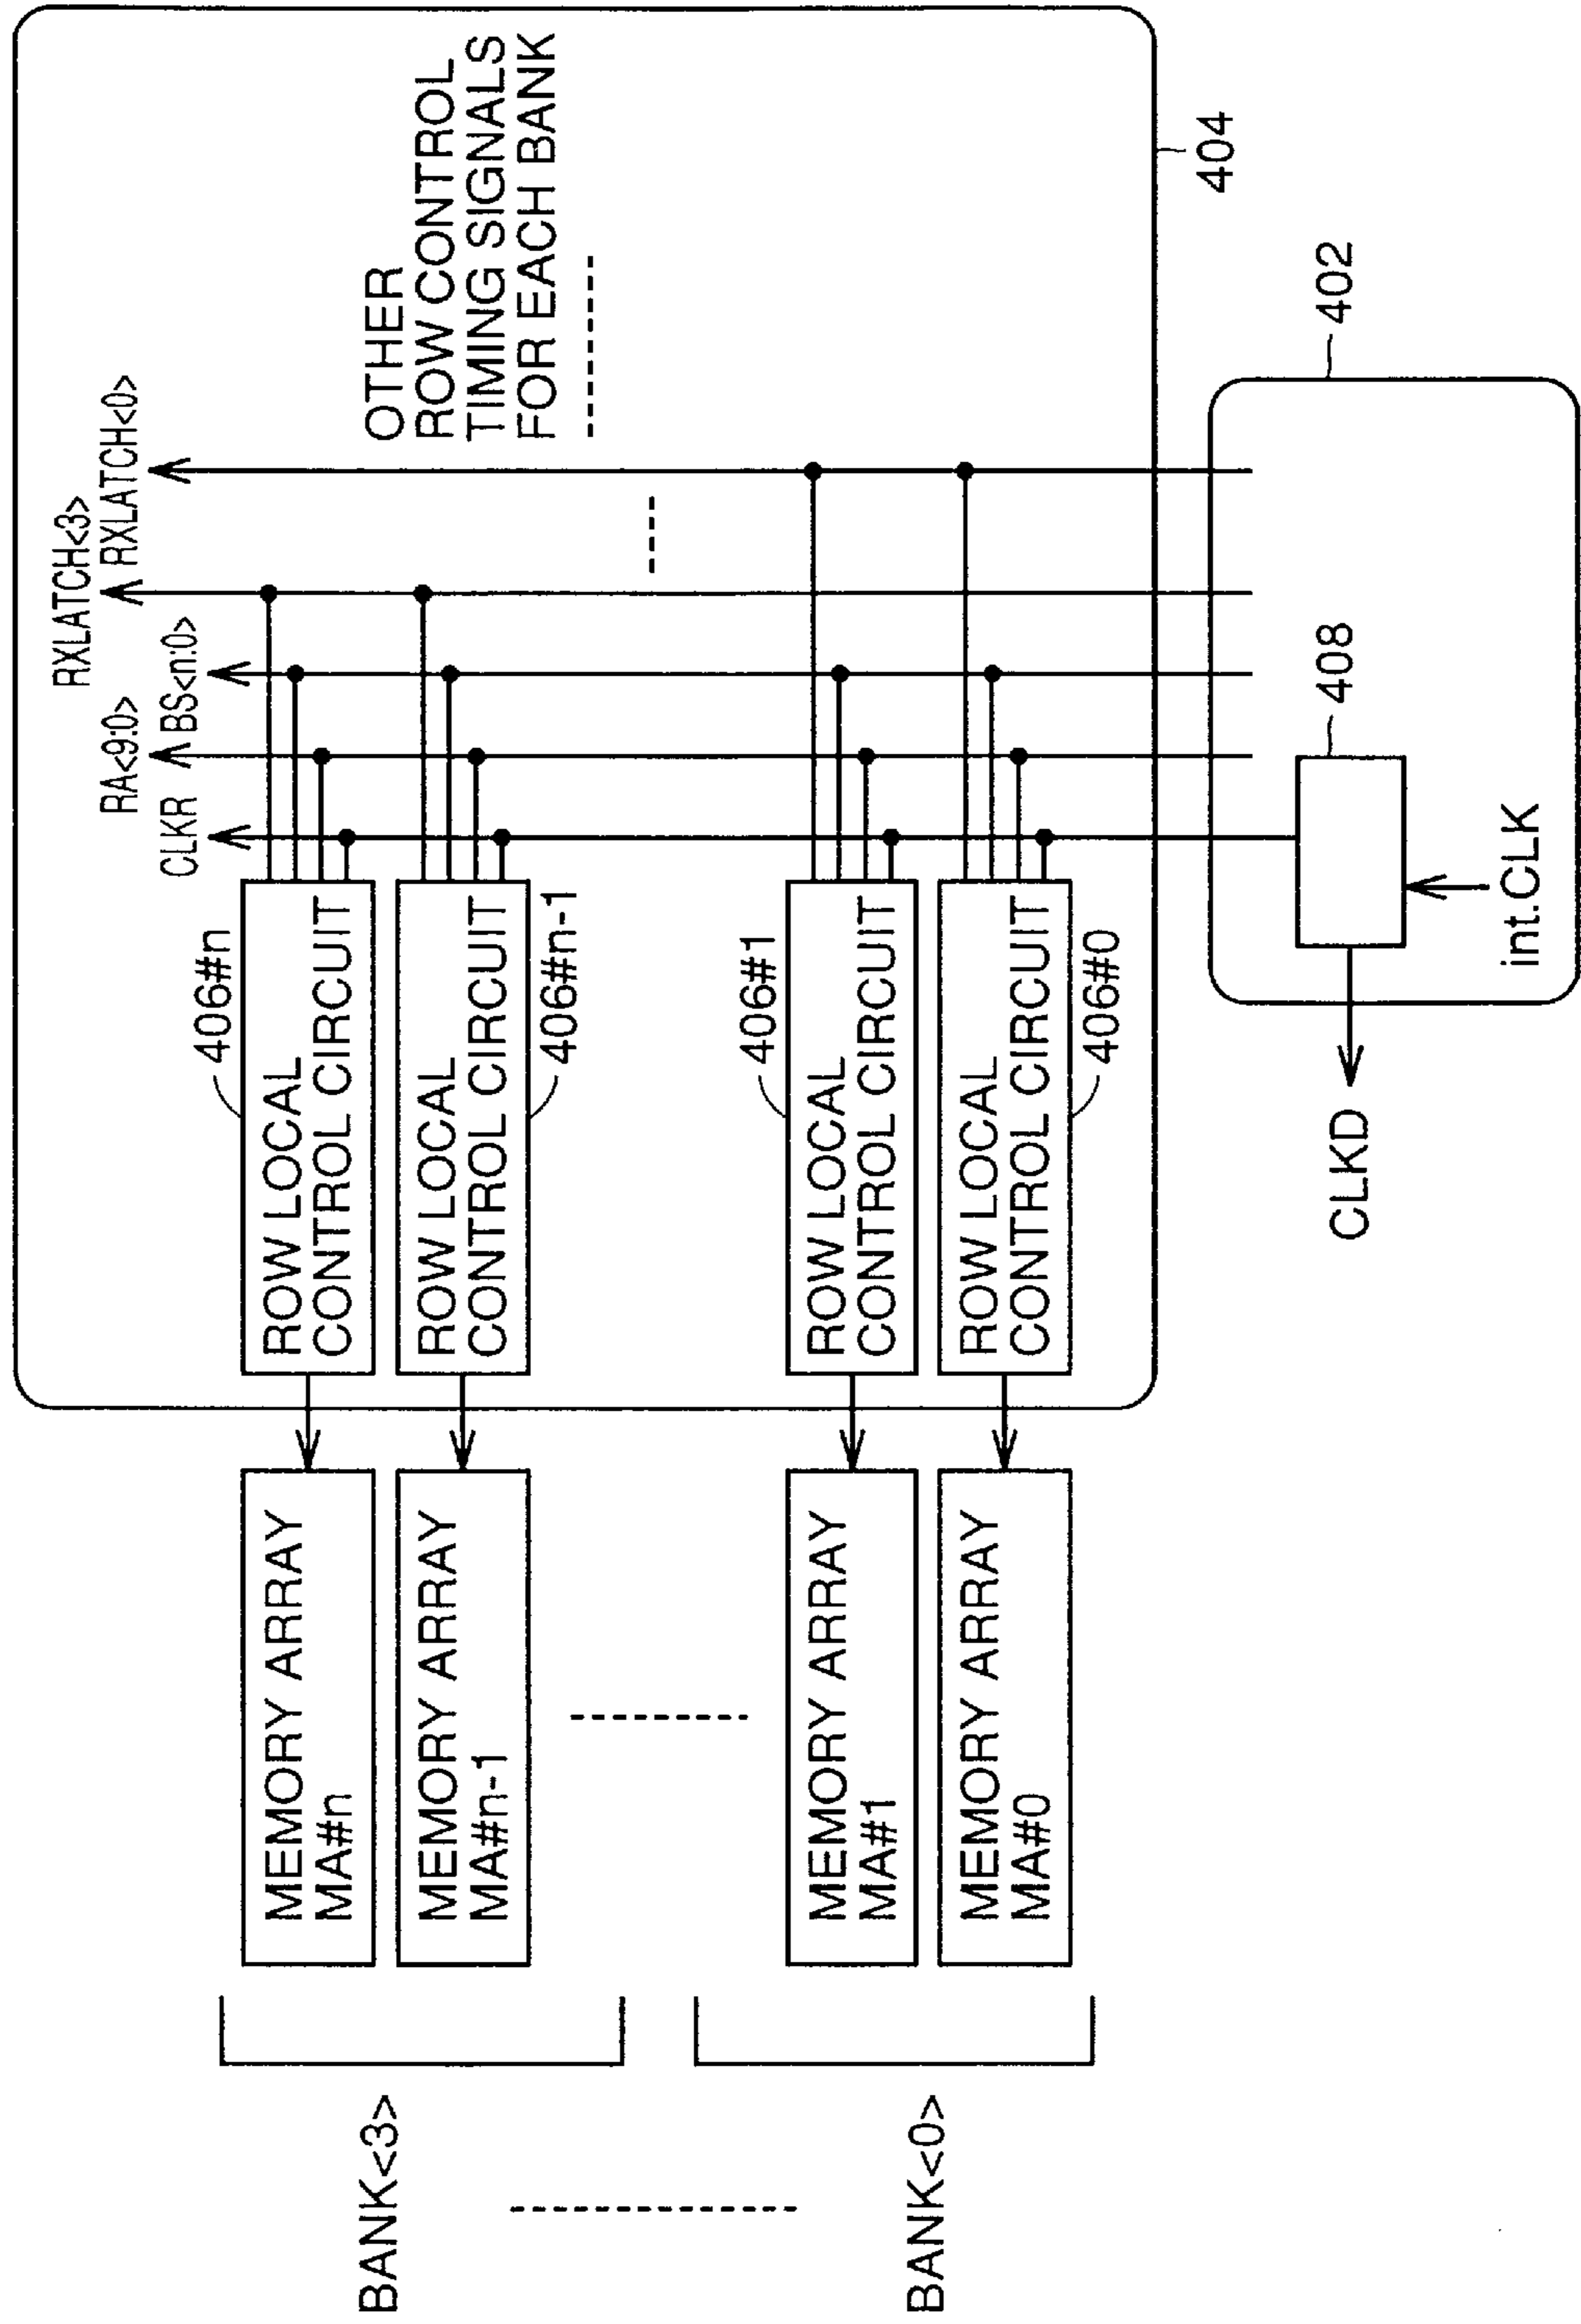 RXLATCH<3>
RA<9:0>
RXLATCH<0>
CLKR
BS<n:0>
OTHER
ROW CONTROL
TIMING SIGNALS
FOR EACH BANK
BANK<3>
MEMORY ARRAY
MA#n
ROW LOCAL
CONTROL CIRCUIT
406#n
MEMORY ARRAY
MA#n-1
ROW LOCAL
CONTROL CIRCUIT
406#n-1
BANK<0>
MEMORY ARRAY
MA#1
ROW LOCAL
CONTROL CIRCUIT
406#1
MEMORY ARRAY
MA#0
ROW LOCAL
CONTROL CIRCUIT
406#0
404
402
408
CLKD
int.CLK